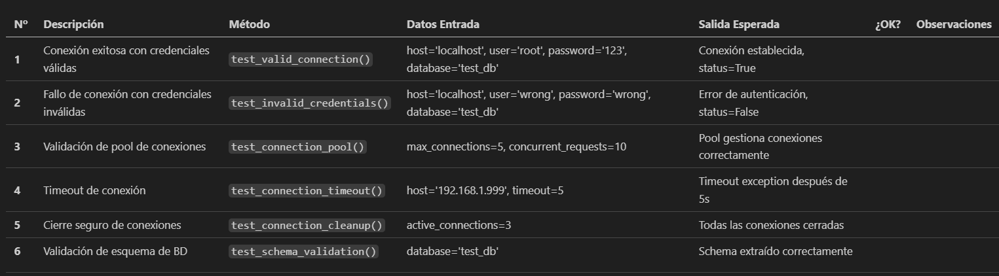 Nº Descripción Método Datos Entrada Salida Esperada ¿OK? Observaciones
1 Conexión exitosa con credenciales válidas test_valid_connection() host='localhost', user='root', password='123', database='test_db' Conexión establecida, status=True
2 Fallo de conexión con credenciales inválidas test_invalid_credentials() host='localhost', user='wrong', password='wrong', database='test_db' Error de autenticación, status=False
3 Validación de pool de conexiones test_connection_pool() max_connections=5, concurrent_requests=10 Pool gestiona conexiones correctamente
4 Timeout de conexión test_connection_timeout() host='192.168.1.999', timeout=5 Timeout exception después de 5s
5 Cierre seguro de conexiones test_connection_cleanup() active_connections=3 Todas las conexiones cerradas
6 Validación de esquema de BD test_schema_validation() database='test_db' Schema extraído correctamente